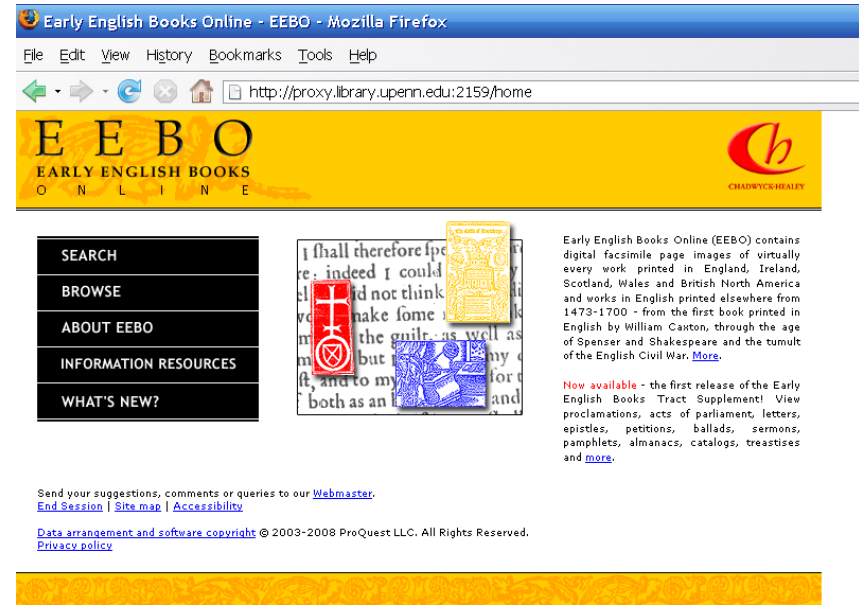 Early English Books Online - EEBO - Mozilla Firefox
File Edit View History Bookmarks Tools Help
http://proxy.library.upenn.edu:2159/home
E E B O
EARLY ENGLISH BOOKS
O N L I N E
Ch
CHADWYCK-HEALEY
SEARCH
BROWSE
ABOUT EEBO
INFORMATION RESOURCES
WHAT'S NEW?
I ſhall therefore ſpe
indeed I could
id not think
make ſome
the guilt, as well as
but
and to my for t
both as an and
Early English Books Online (EEBO) contains
digital facsimile page images of virtually
every work printed in England, Ireland,
Scotland, Wales and British North America
and works in English printed elsewhere from
1473-1700 - from the first book printed in
English by William Caxton, through the age
of Spenser and Shakespeare and the tumult
of the English Civil War. More.
Now available - the first release of the Early
English Books Tract Supplement! View
proclamations, acts of parliament, letters,
epistles, petitions, ballads, sermons,
pamphlets, almanacs, catalogs, treastises
and more.
Send your suggestions, comments or queries to our Webmaster.
End Session | Site map | Accessibility
Data arrangement and software copyright © 2003-2008 ProQuest LLC. All Rights Reserved.
Privacy policy